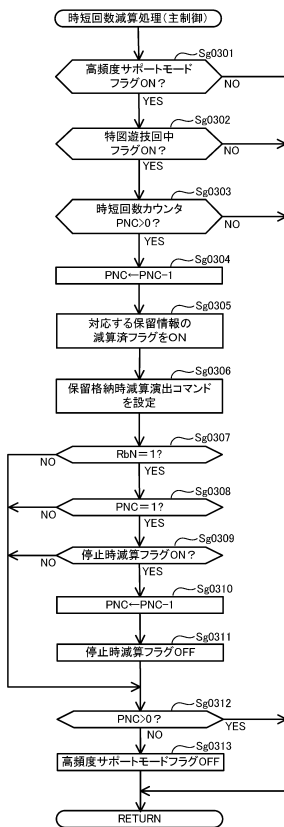 時短回数減算処理(主制御)
Sg0301
高頻度サポートモード
フラグON?
NO
YES
Sg0302
特図遊技回中
フラグON?
NO
YES
Sg0303
時短回数カウンタ
PNC>0?
NO
YES
Sg0304
PNC←PNC-1
Sg0305
対応する保留情報の
減算済フラグをON
Sg0306
保留格納時減算演出コマンド
を設定
Sg0307
RbN=1?
NO
YES
Sg0308
PNC=1?
NO
YES
Sg0309
停止時減算フラグON?
NO
YES
Sg0310
PNC←PNC-1
Sg0311
停止時減算フラグOFF
Sg0312
PNC>0?
YES
NO
Sg0313
高頻度サポートモードフラグOFF
RETURN